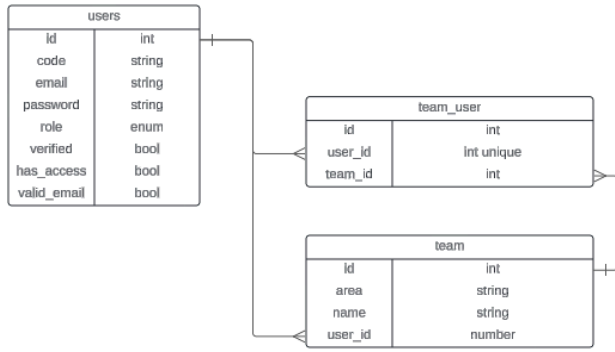 users
id int
code string
email string
password string
role enum
verified bool
has_access bool
valid_email bool
team_user
id int
user_id int unique
team_id int
team
id int
area string
name string
user_id number